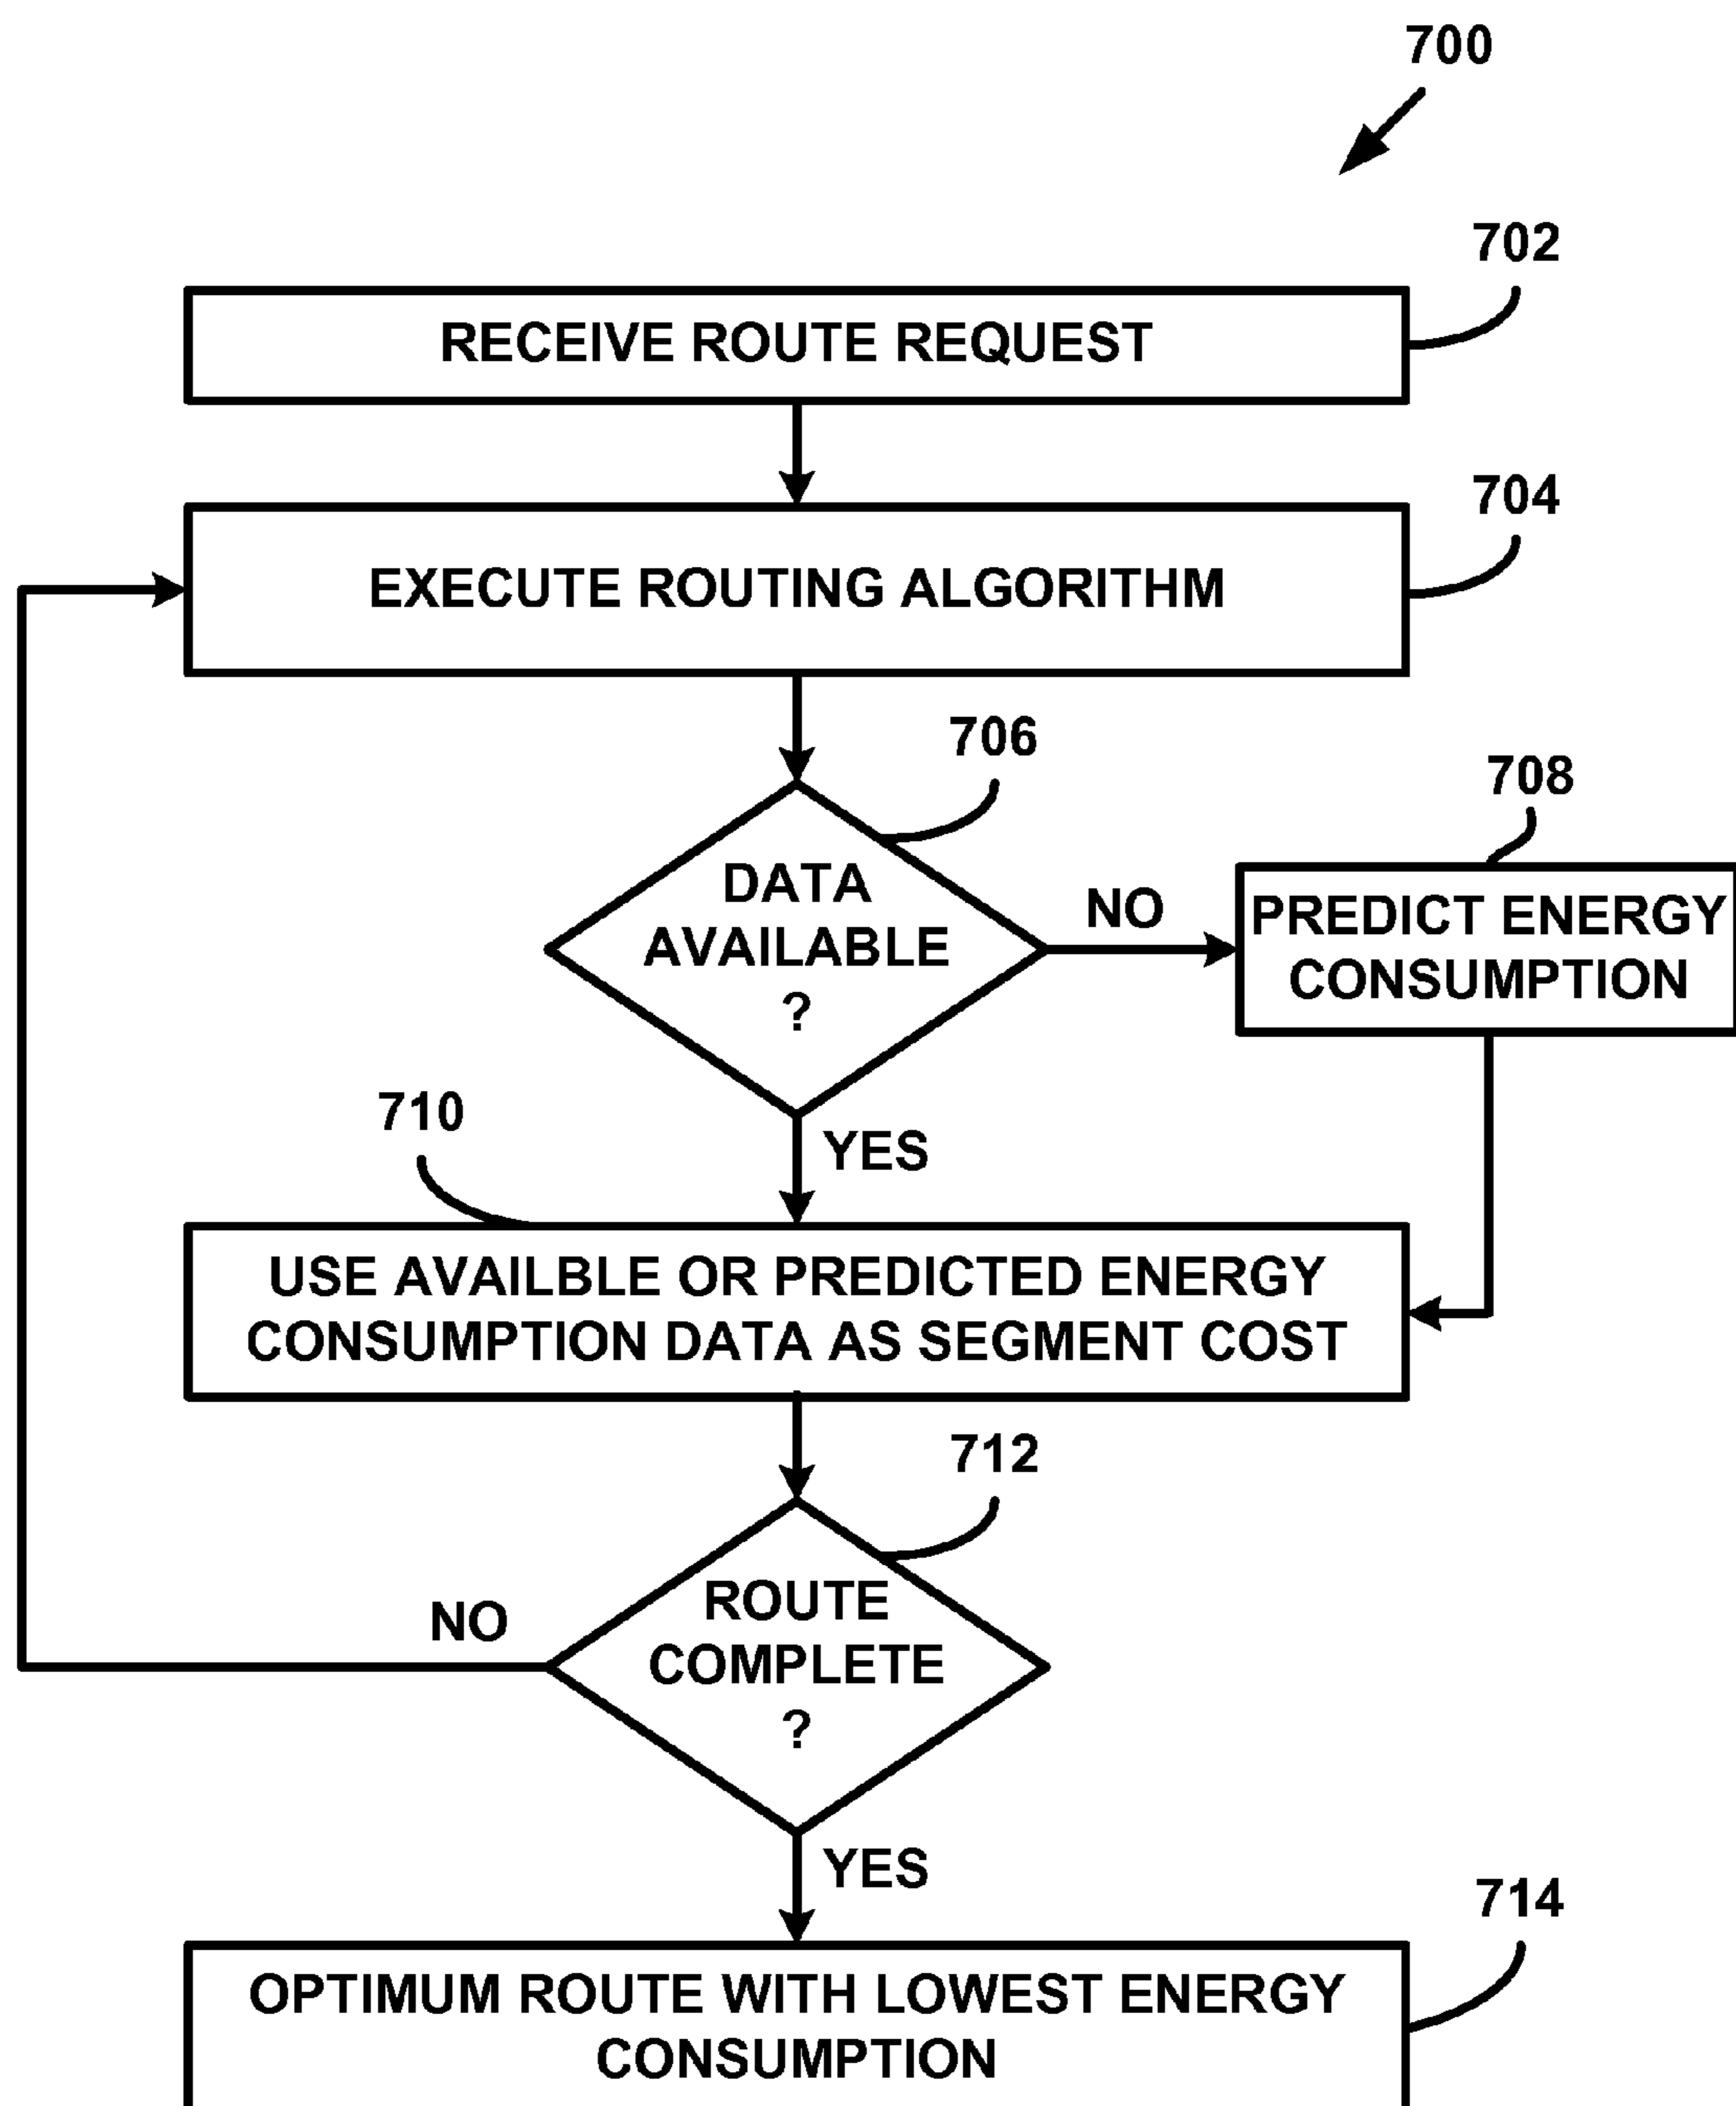 700
702
RECEIVE ROUTE REQUEST
704
EXECUTE ROUTING ALGORITHM
706
DATA
AVAILABLE
?
NO
708
PREDICT ENERGY
CONSUMPTION
YES
710
USE AVAILBLE OR PREDICTED ENERGY
CONSUMPTION DATA AS SEGMENT COST
712
ROUTE
COMPLETE
?
NO
YES
714
OPTIMUM ROUTE WITH LOWEST ENERGY
CONSUMPTION